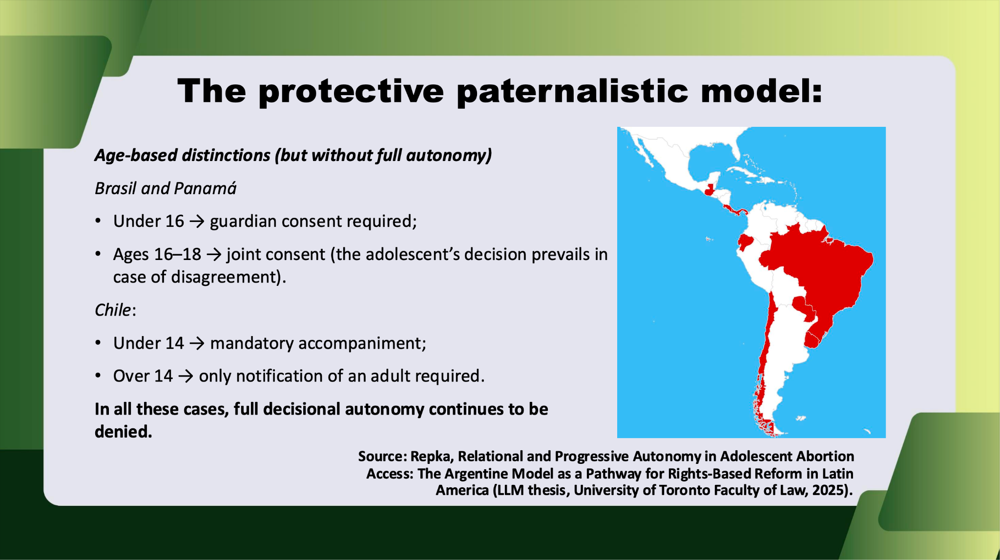 The protective paternalistic model:
Age-based distinctions (but without full autonomy)
Brasil and Panamá
• Under 16 → guardian consent required;
• Ages 16–18 → joint consent (the adolescent’s decision prevails in
case of disagreement).
Chile:
• Under 14 → mandatory accompaniment;
• Over 14 → only notification of an adult required.
In all these cases, full decisional autonomy continues to be
denied.
Source: Repka, Relational and Progressive Autonomy in Adolescent Abortion
Access: The Argentine Model as a Pathway for Rights-Based Reform in Latin
America (LLM thesis, University of Toronto Faculty of Law, 2025).